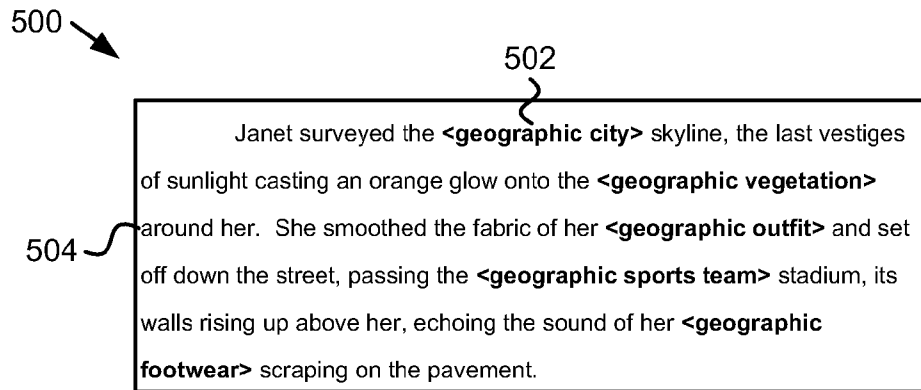 500
502
Janet surveyed the <geographic city> skyline, the last vestiges
of sunlight casting an orange glow onto the <geographic vegetation>
around her.  She smoothed the fabric of her <geographic outfit> and set
504
off down the street, passing the <geographic sports team> stadium, its
walls rising up above her, echoing the sound of her <geographic
footwear> scraping on the pavement.